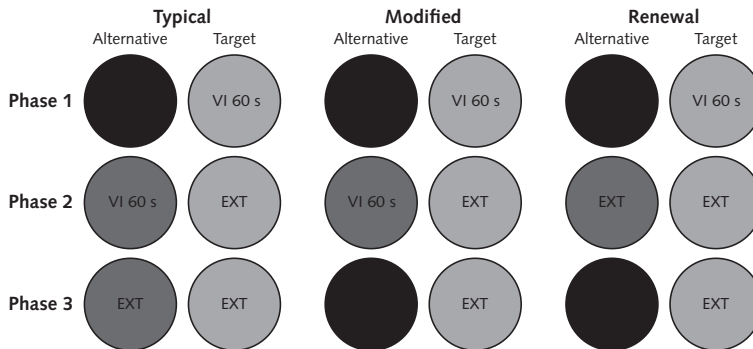 Typical Modified Renewal
Alternative Target Alternative Target Alternative Target
Phase 1 VI 60 s VI 60 s VI 60 s
Phase 2 VI 60 s EXT VI 60 s EXT EXT EXT
Phase 3 EXT EXT EXT EXT